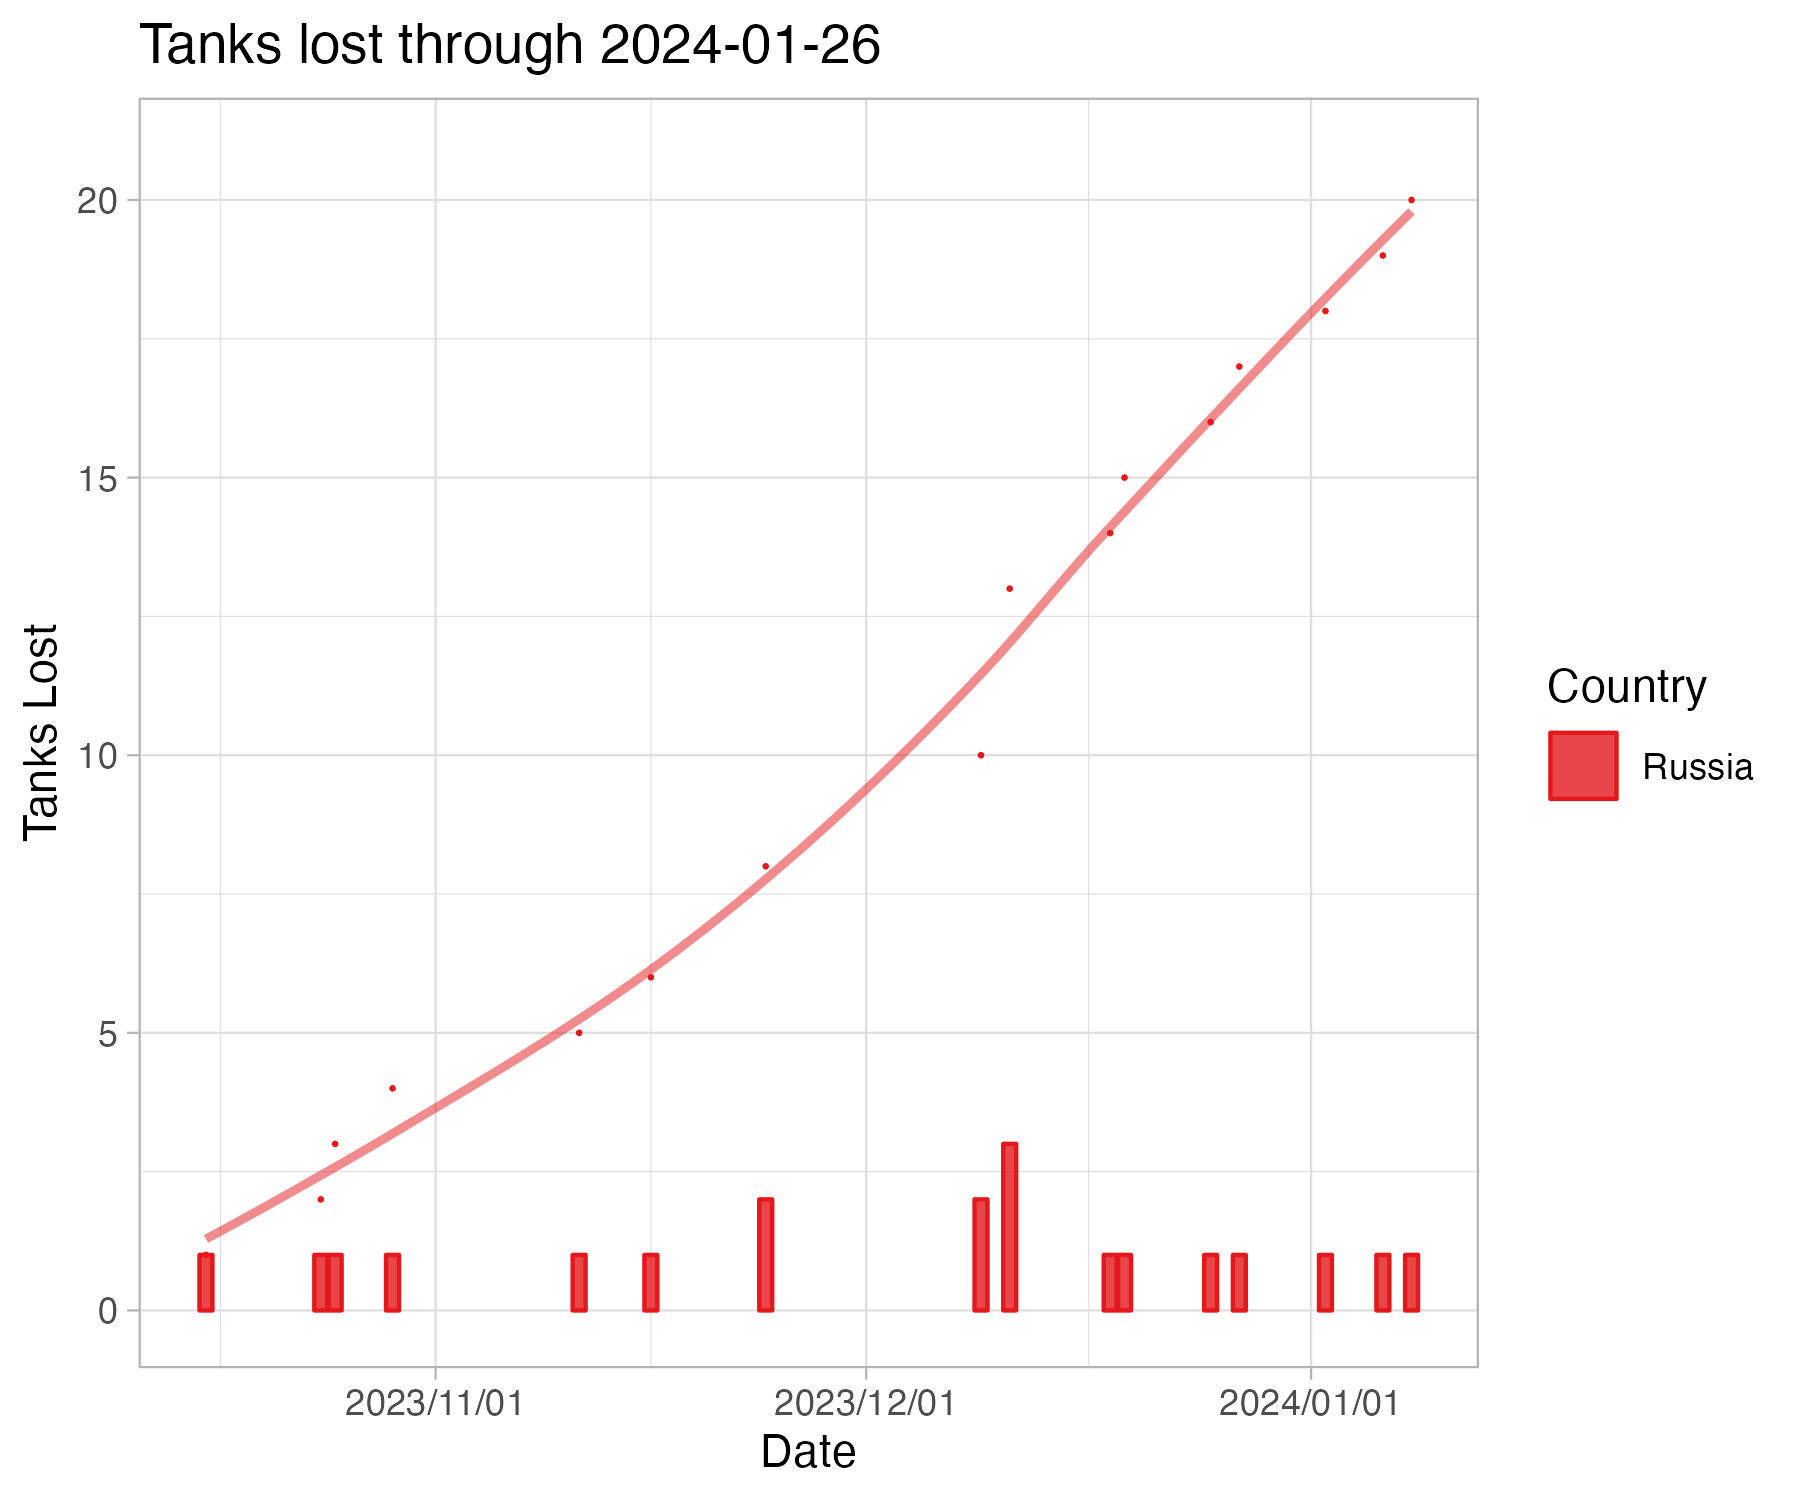 Tanks lost through 2024-01-26
Tanks Lost
20
15
10
5
0
2023/11/01
2023/12/01
2024/01/01
Date
Country
Russia